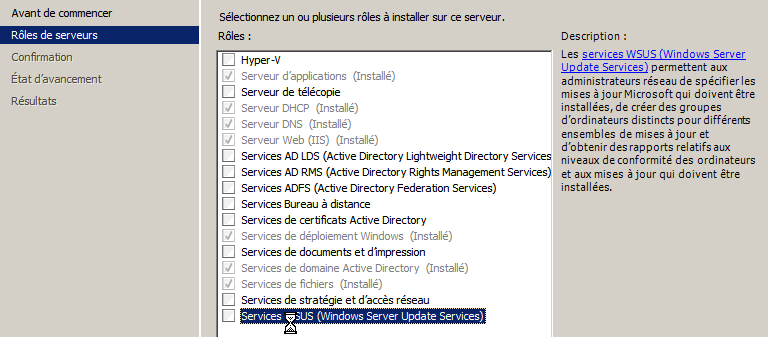 Avant de commencer
Rôles de serveurs
Confirmation
État d'avancement
Résultats
Sélectionnez un ou plusieurs rôles à installer sur ce serveur.
Rôles :
Hyper-V
Serveur d'applications (Installé)
Serveur de télécopie
Serveur DHCP (Installé)
Serveur DNS (Installé)
Serveur Web (IIS) (Installé)
Services AD LDS (Active Directory Lightweight Directory Services
Services AD RMS (Active Directory Rights Management Services)
Services ADFS (Active Directory Federation Services)
Services Bureau à distance
Services de certificats Active Directory
Services de déploiement Windows (Installé)
Services de documents et d'impression
Services de domaine Active Directory (Installé)
Services de fichiers (Installé)
Services de stratégie et d'accès réseau
Services WSUS (Windows Server Update Services)
Description :
Les services WSUS (Windows Server
Update Services) permettent aux
administrateurs réseau de spécifier les
mises à jour Microsoft qui doivent être
installées, de créer des groupes
d'ordinateurs distincts pour différents
ensembles de mises à jour et
d'obtenir des rapports relatifs aux
niveaux de conformité des ordinateurs
et aux mises à jour qui doivent être
installées.